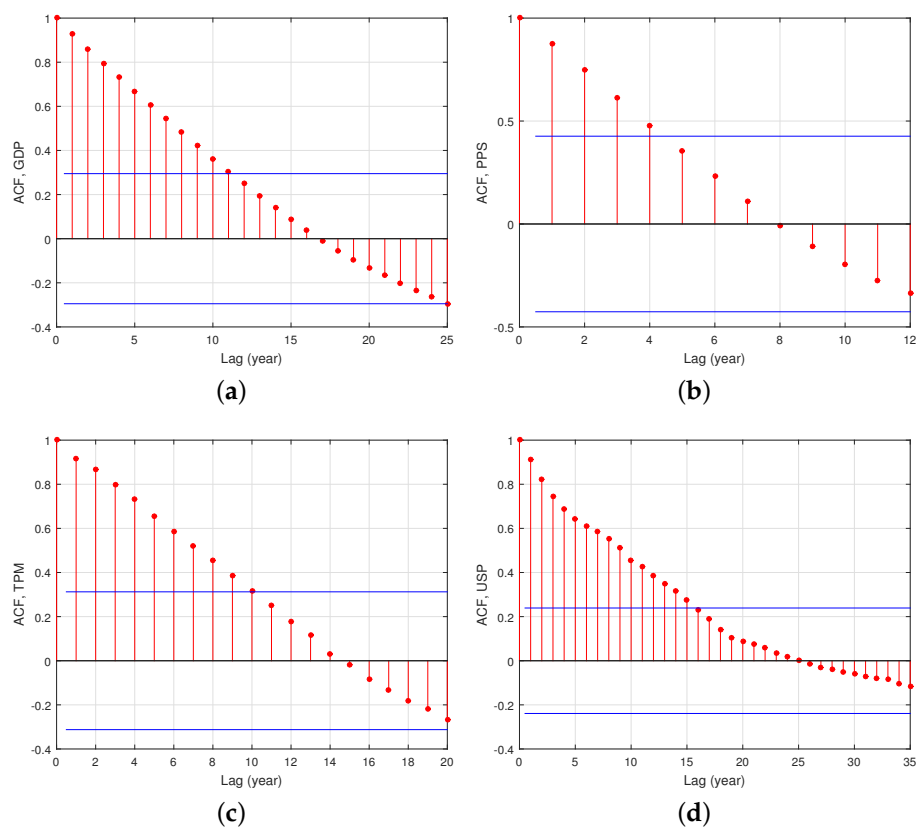 1
0.8
0.6
0.4
0.2
0
-0.2
-0.4
ACF, GDP
0 5 10 15 20 25
Lag (year)
(a)
1
0.5
0
-0.5
ACF, PPS
0 2 4 6 8 10 12
Lag (year)
(b)
1
0.8
0.6
0.4
0.2
0
-0.2
-0.4
ACF, TPM
0 2 4 6 8 10 12 14 16 18 20
Lag (year)
(c)
1
0.8
0.6
0.4
0.2
0
-0.2
-0.4
ACF, USP
0 5 10 15 20 25 30 35
Lag (year)
(d)